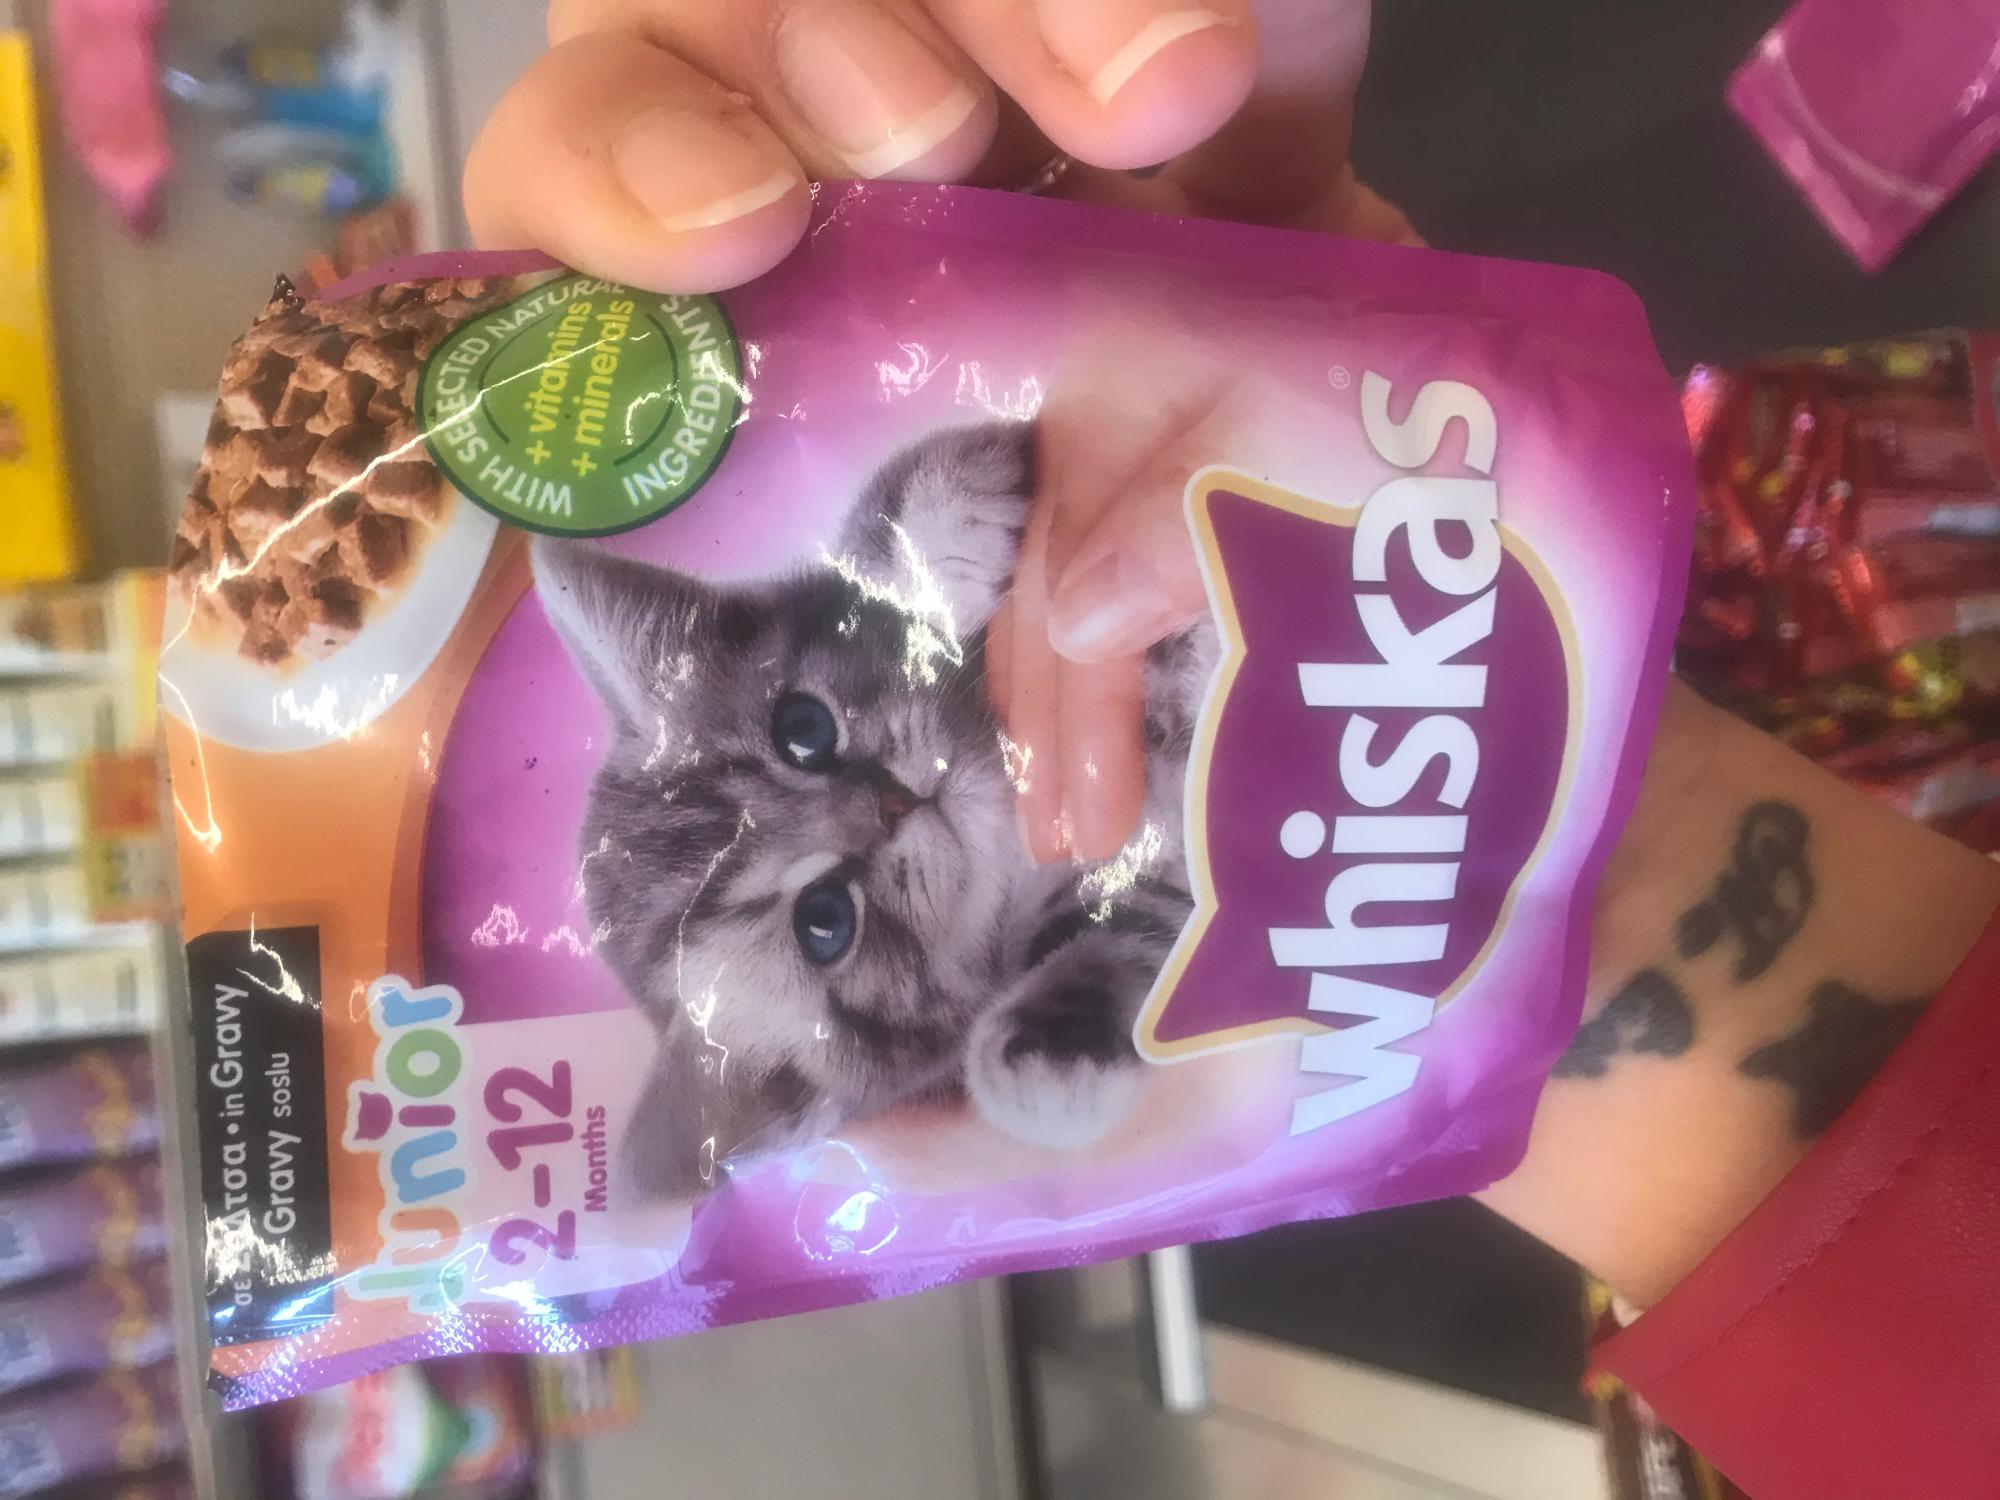 whiskas®
Junior
2-12
Months
WITH SELECTED NATURAL
INGREDIENTS
+ vitamins
+ minerals
• in Gravy
Gravy soslu